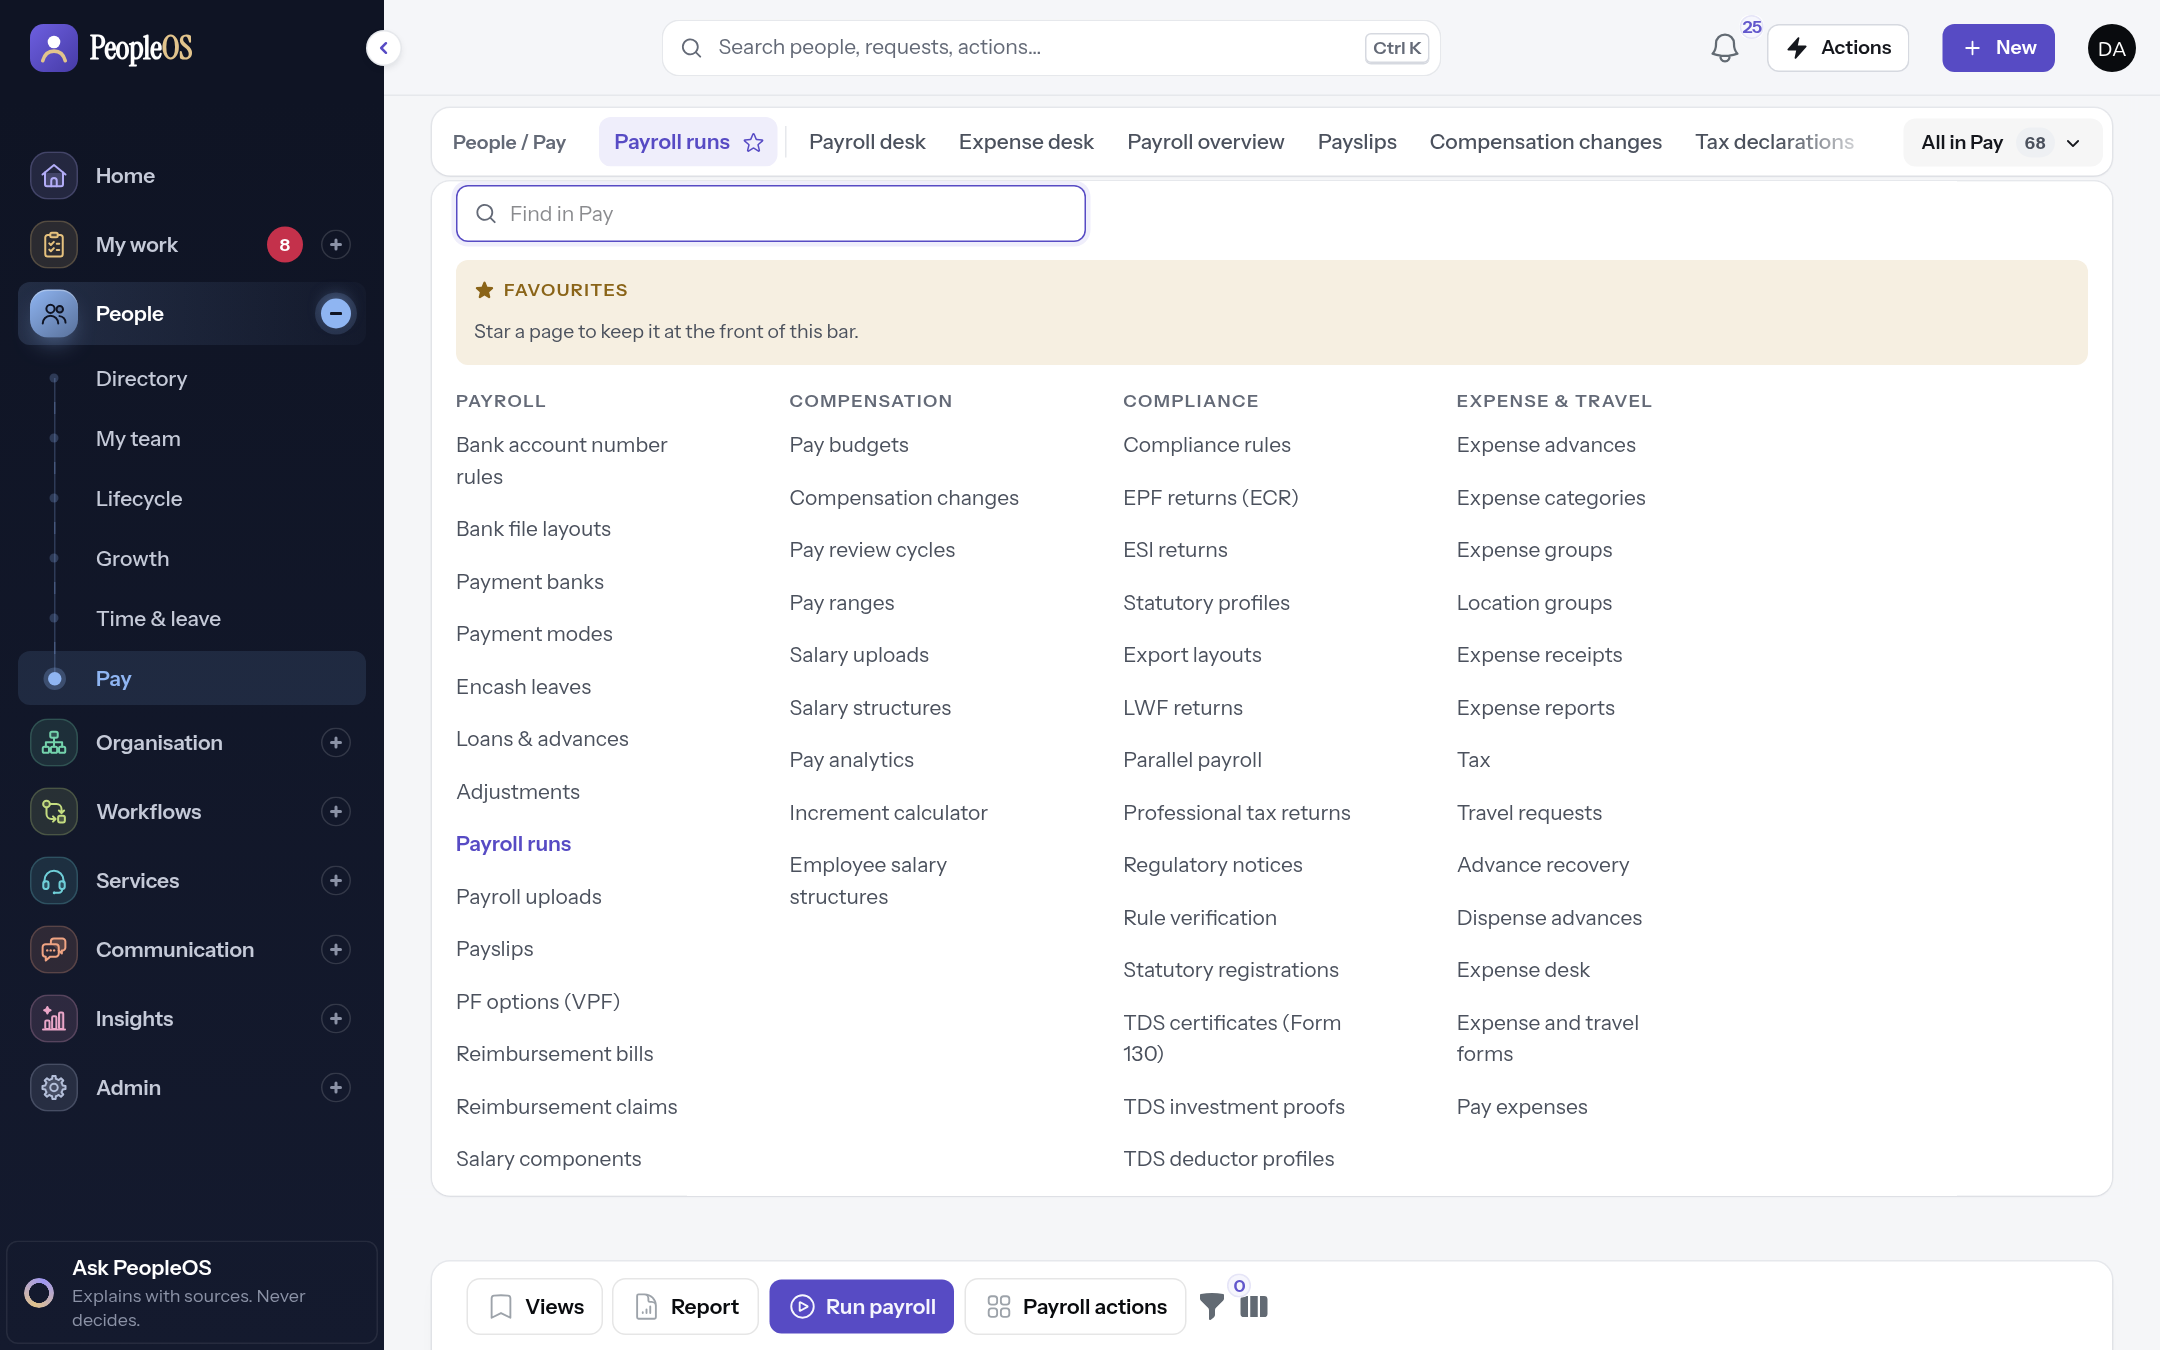 PeopleOS
Search people, requests, actions...
Ctrl K
25
Actions
New
DA
Home
My work
8
People
Directory
My team
Lifecycle
Growth
Time & leave
Pay
Organisation
Workflows
Services
Communication
Insights
Admin
Ask PeopleOS
Explains with sources. Never
decides.
People / Pay
Payroll runs
Payroll desk
Expense desk
Payroll overview
Payslips
Compensation changes
Tax declarations
All in Pay
68
Find in Pay
FAVOURITES
Star a page to keep it at the front of this bar.
PAYROLL
Bank account number
rules
Bank file layouts
Payment banks
Payment modes
Encash leaves
Loans & advances
Adjustments
Payroll runs
Payroll uploads
Payslips
PF options (VPF)
Reimbursement bills
Reimbursement claims
Salary components
COMPENSATION
Pay budgets
Compensation changes
Pay review cycles
Pay ranges
Salary uploads
Salary structures
Pay analytics
Increment calculator
Employee salary
structures
COMPLIANCE
Compliance rules
EPF returns (ECR)
ESI returns
Statutory profiles
Export layouts
LWF returns
Parallel payroll
Professional tax returns
Regulatory notices
Rule verification
Statutory registrations
TDS certificates (Form
130)
TDS investment proofs
TDS deductor profiles
EXPENSE & TRAVEL
Expense advances
Expense categories
Expense groups
Location groups
Expense receipts
Expense reports
Tax
Travel requests
Advance recovery
Dispense advances
Expense desk
Expense and travel
forms
Pay expenses
Views
Report
Run payroll
Payroll actions
0